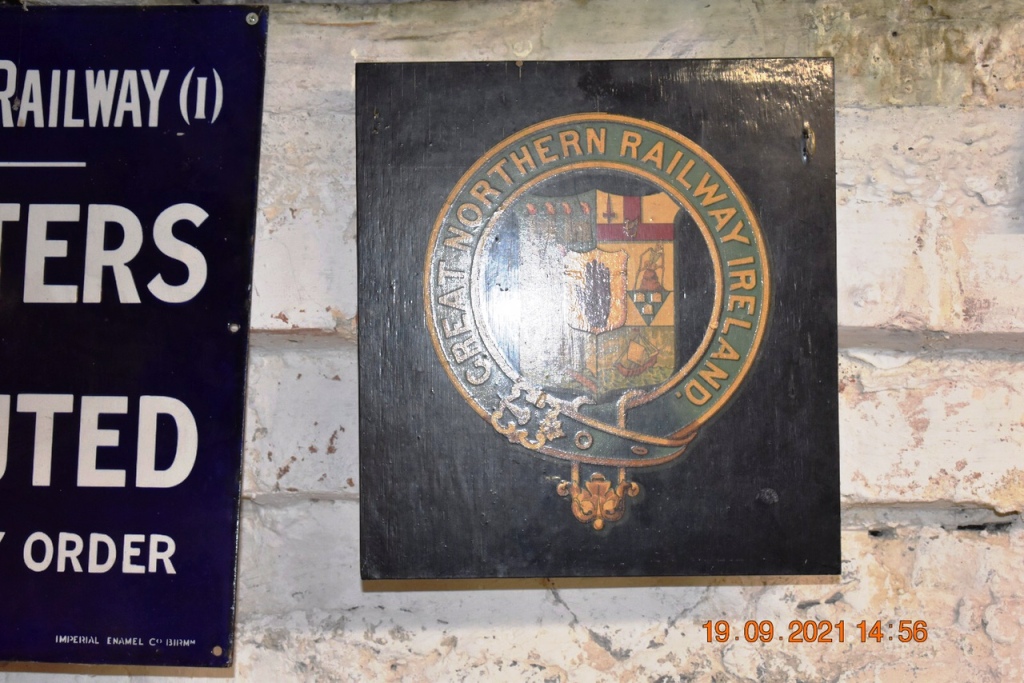 RAILWAY (I)
TERS
UTED
Y ORDER
IMPERIAL ENAMEL Co BIRMM
GREAT NORTHERN RAILWAY IRELAND.
19.09.2021 14:56